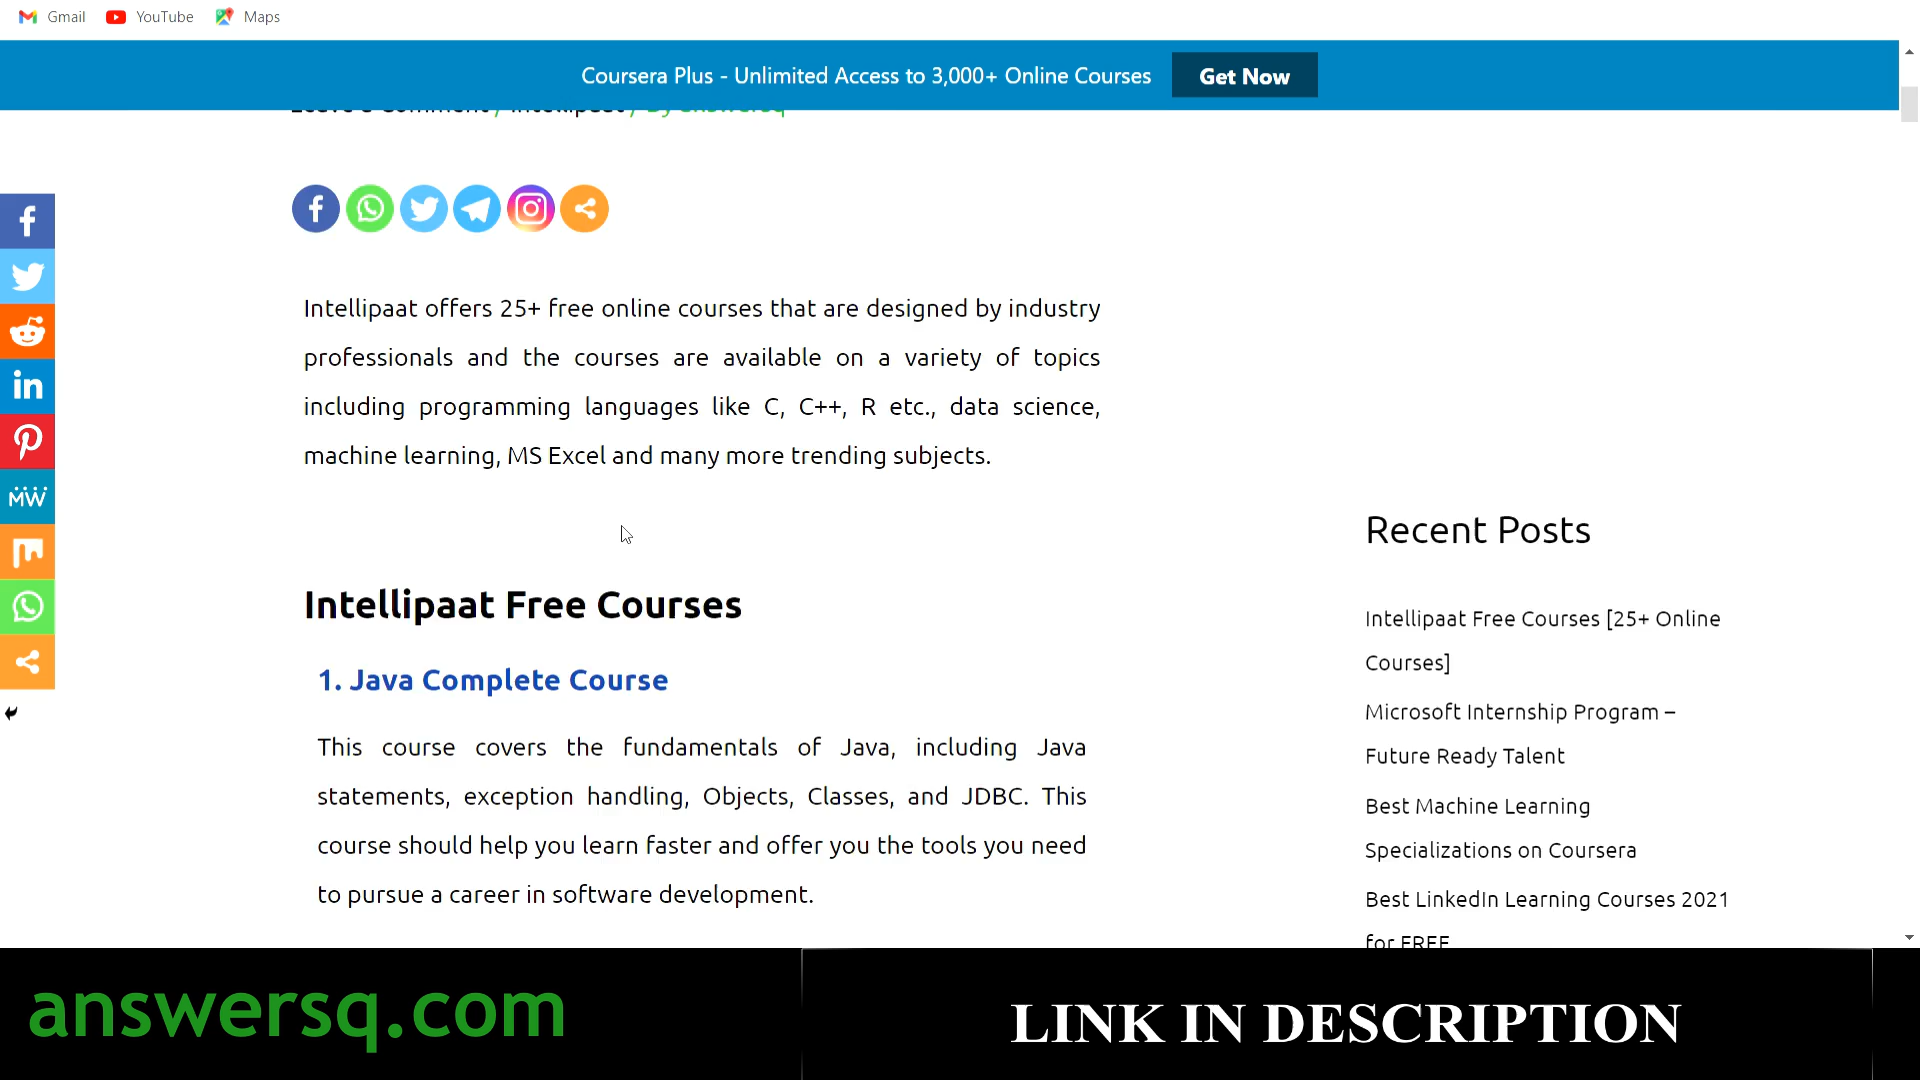 Gmail YouTube Maps
Coursera Plus - Unlimited Access to 3,000+ Online Courses Get Now
Leave a Comment / Intellipaat / By answersq
Intellipaat offers 25+ free online courses that are designed by industry
professionals and the courses are available on a variety of topics
including programming languages like C, C++, R etc., data science,
machine learning, MS Excel and many more trending subjects.
Intellipaat Free Courses
1. Java Complete Course
This course covers the fundamentals of Java, including Java
statements, exception handling, Objects, Classes, and JDBC. This
course should help you learn faster and offer you the tools you need
to pursue a career in software development.
Recent Posts
Intellipaat Free Courses [25+ Online
Courses]
Microsoft Internship Program –
Future Ready Talent
Best Machine Learning
Specializations on Coursera
Best LinkedIn Learning Courses 2021
for FREE
answersq.com
LINK IN DESCRIPTION